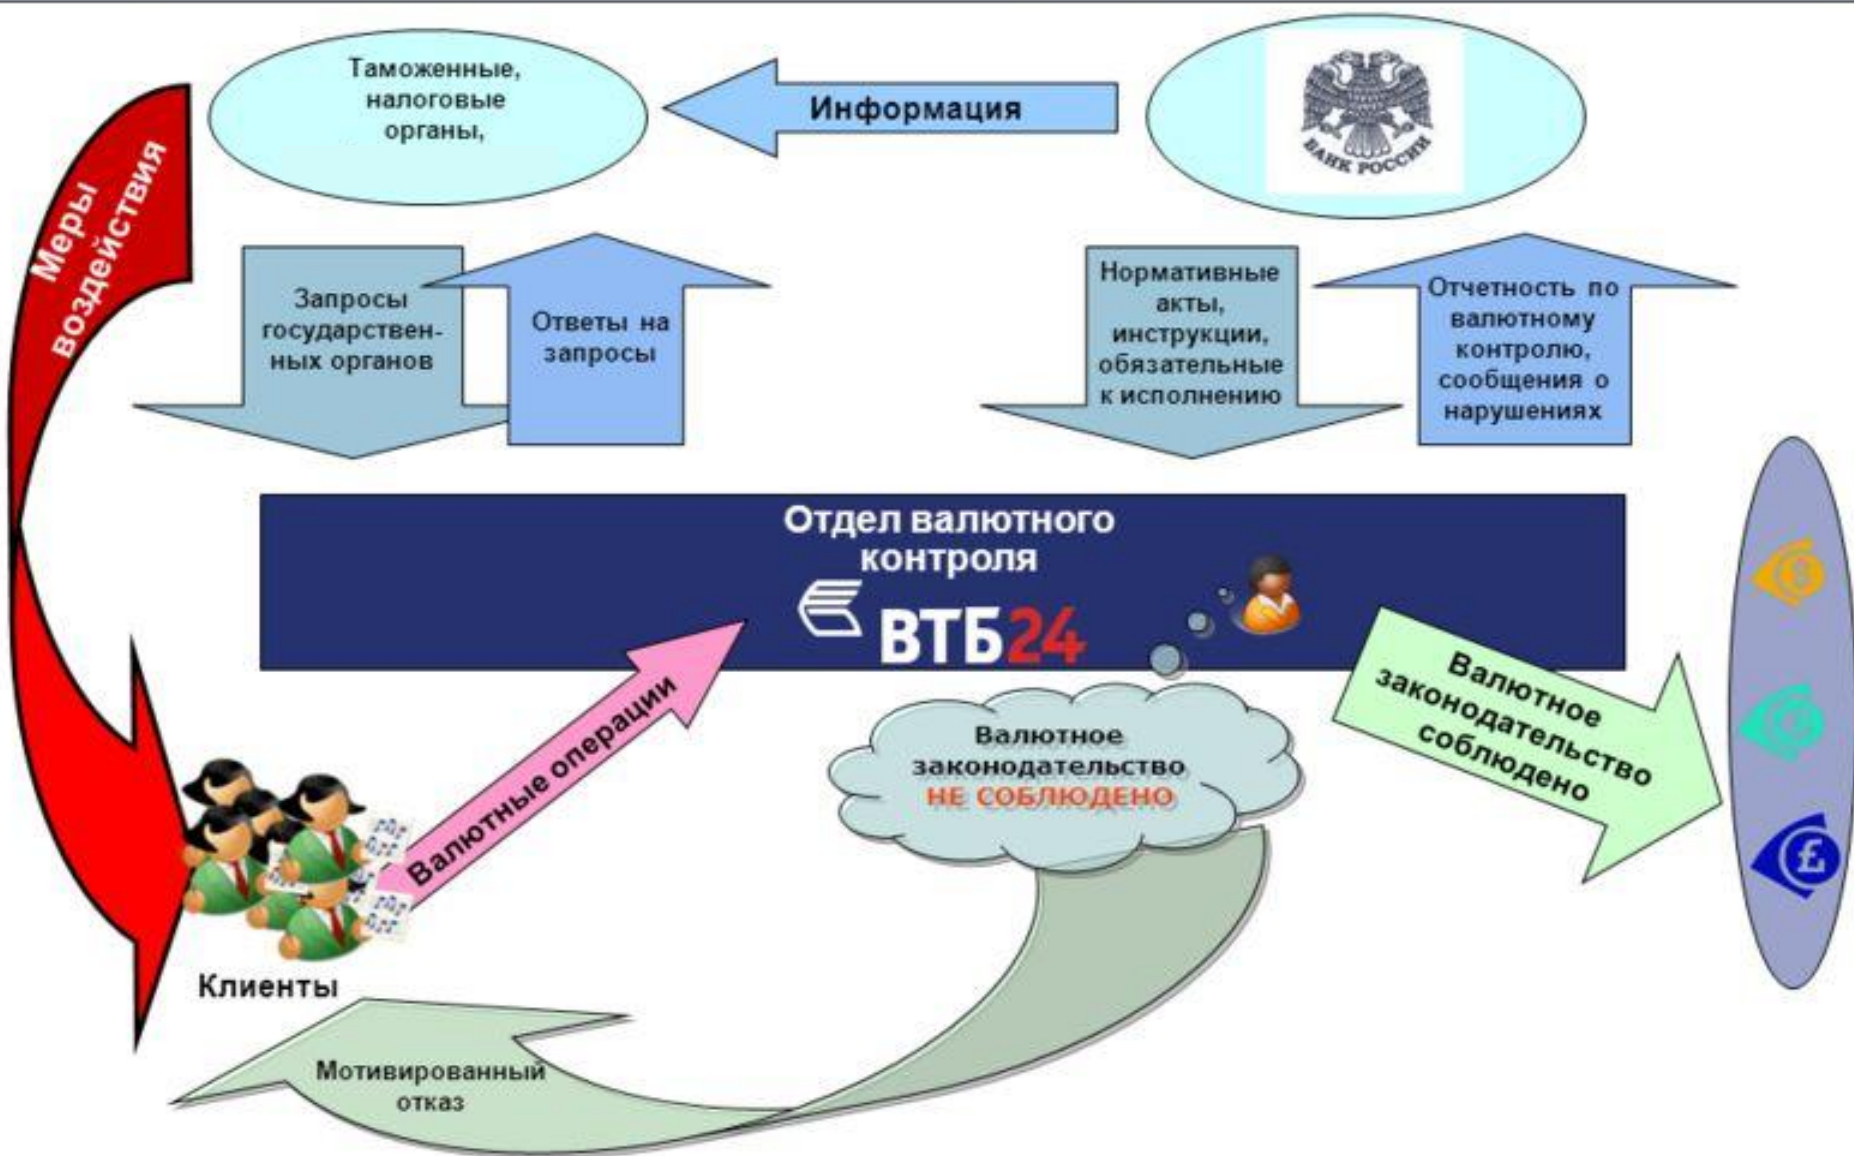 Таможенные,
налоговые
органы,
Информация
БАНК РОССИИ
Меры
воздействия
Запросы
государствен-
ных органов
Ответы на
запросы
Нормативные
акты,
инструкции,
обязательные
к исполнению
Отчетность по
валютному
контролю,
сообщения о
нарушениях
Отдел валютного
контроля
ВТБ24
Валютные операции
Валютное
законодательство
НЕ СОБЛЮДЕНО
Валютное
законодательство
соблюдено
£
Клиенты
Мотивированный
отказ